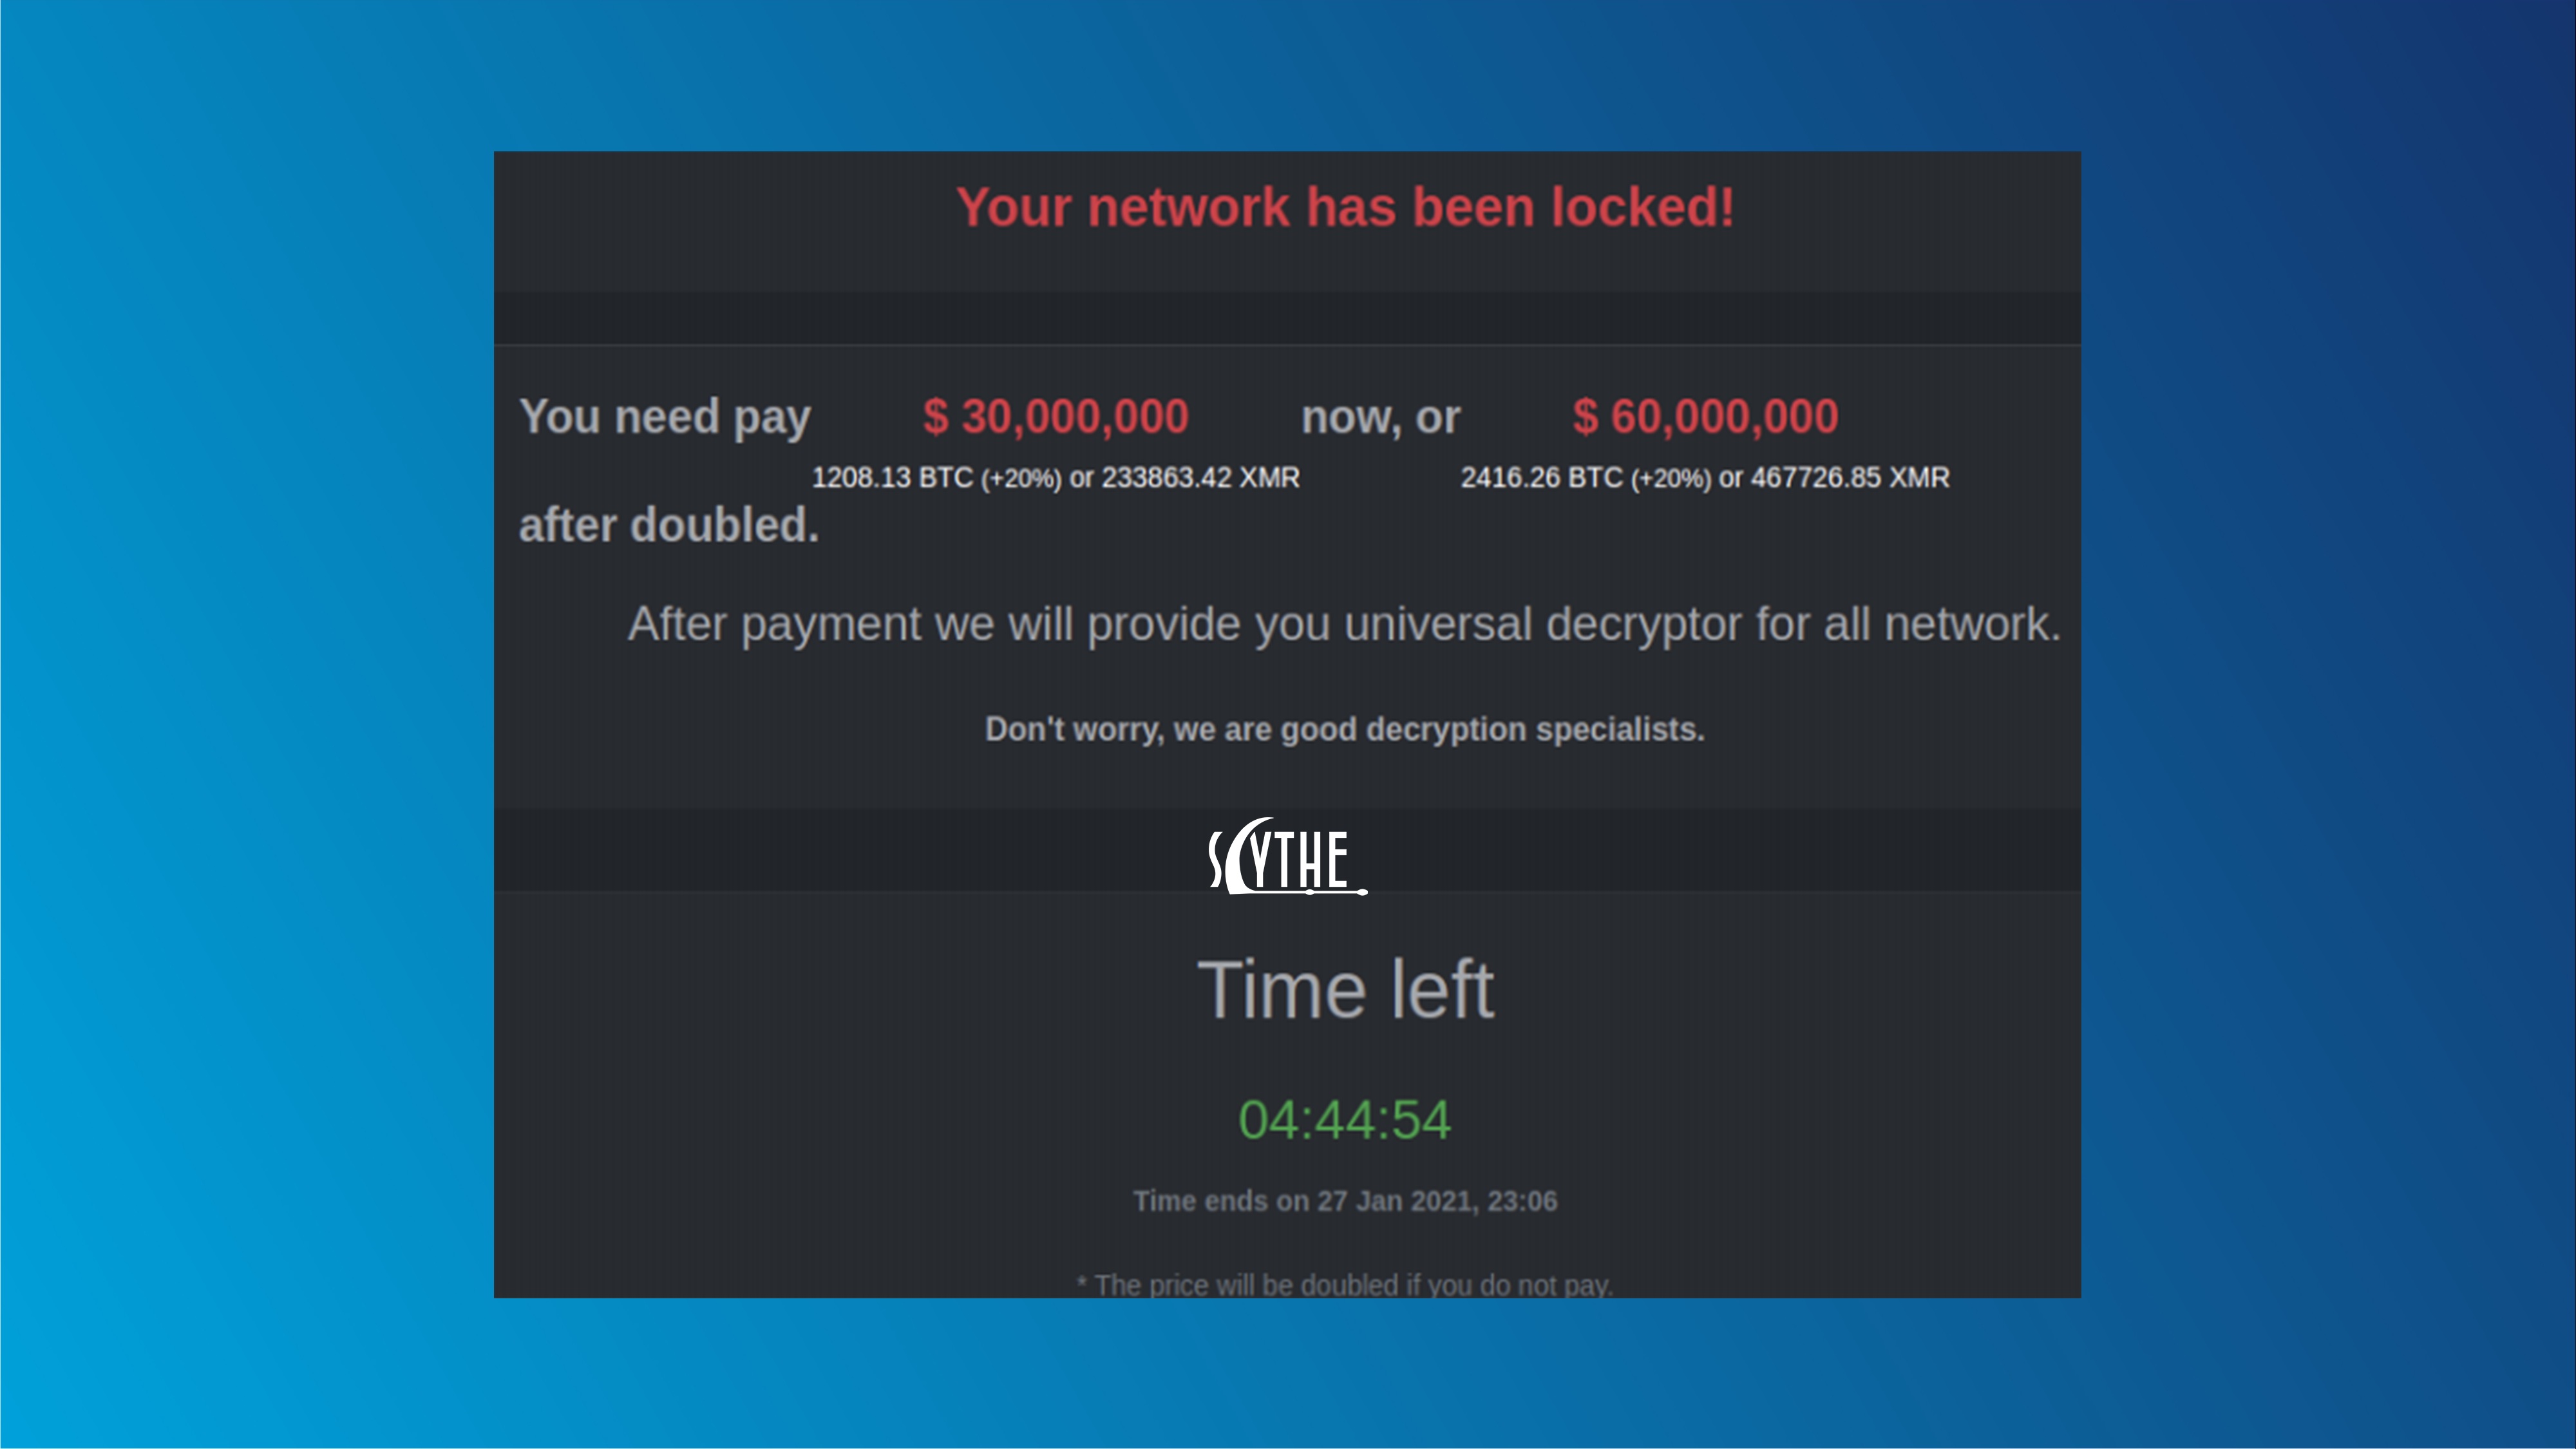 Your network has been locked!
You need pay $ 30,000,000 now, or $ 60,000,000
1208.13 BTC (+20%) or 233863.42 XMR 2416.26 BTC (+20%) or 467726.85 XMR
after doubled.
After payment we will provide you universal decryptor for all network.
Don't worry, we are good decryption specialists.
SCYTHE
Time left
04:44:54
Time ends on 27 Jan 2021, 23:06
* The price will be doubled if you do not pay.